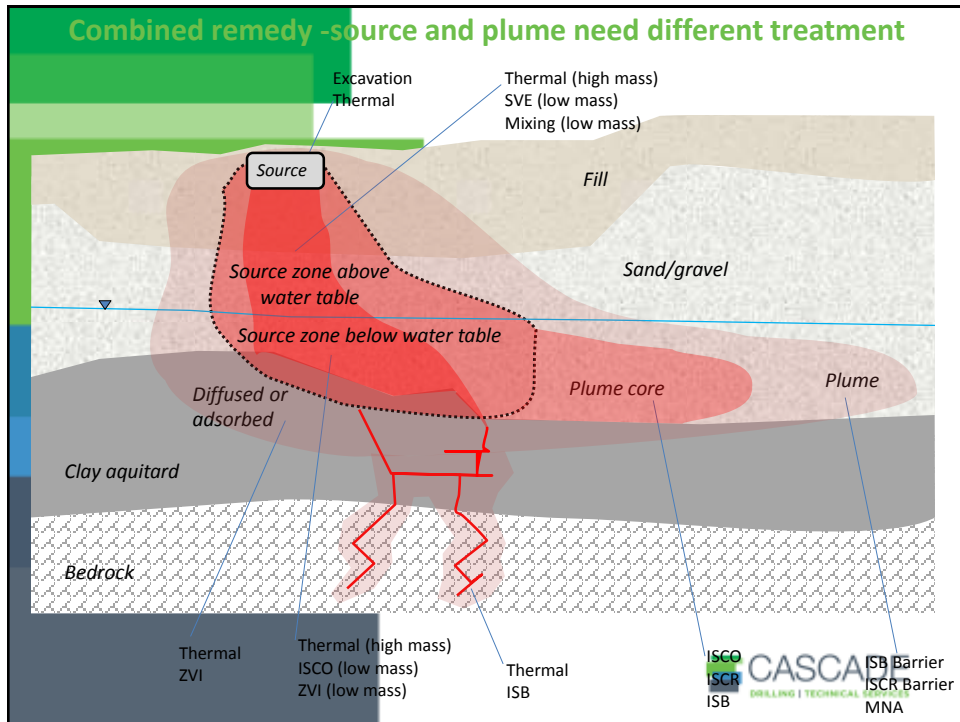 Combined remedy -source and plume need different treatment
Excavation
Thermal
Thermal (high mass)
SVE (low mass)
Mixing (low mass)
Source
Fill
Source zone above
water table
Sand/gravel
Source zone below water table
Diffused or
adsorbed
Plume core
Plume
Clay aquitard
Bedrock
Thermal
ZVI
Thermal (high mass)
ISCO (low mass)
ZVI (low mass)
Thermal
ISB
ISCO
ISCR
ISB
CASCADE
DRILLING | TECHNICAL SERVICES
ISB Barrier
ISCR Barrier
MNA